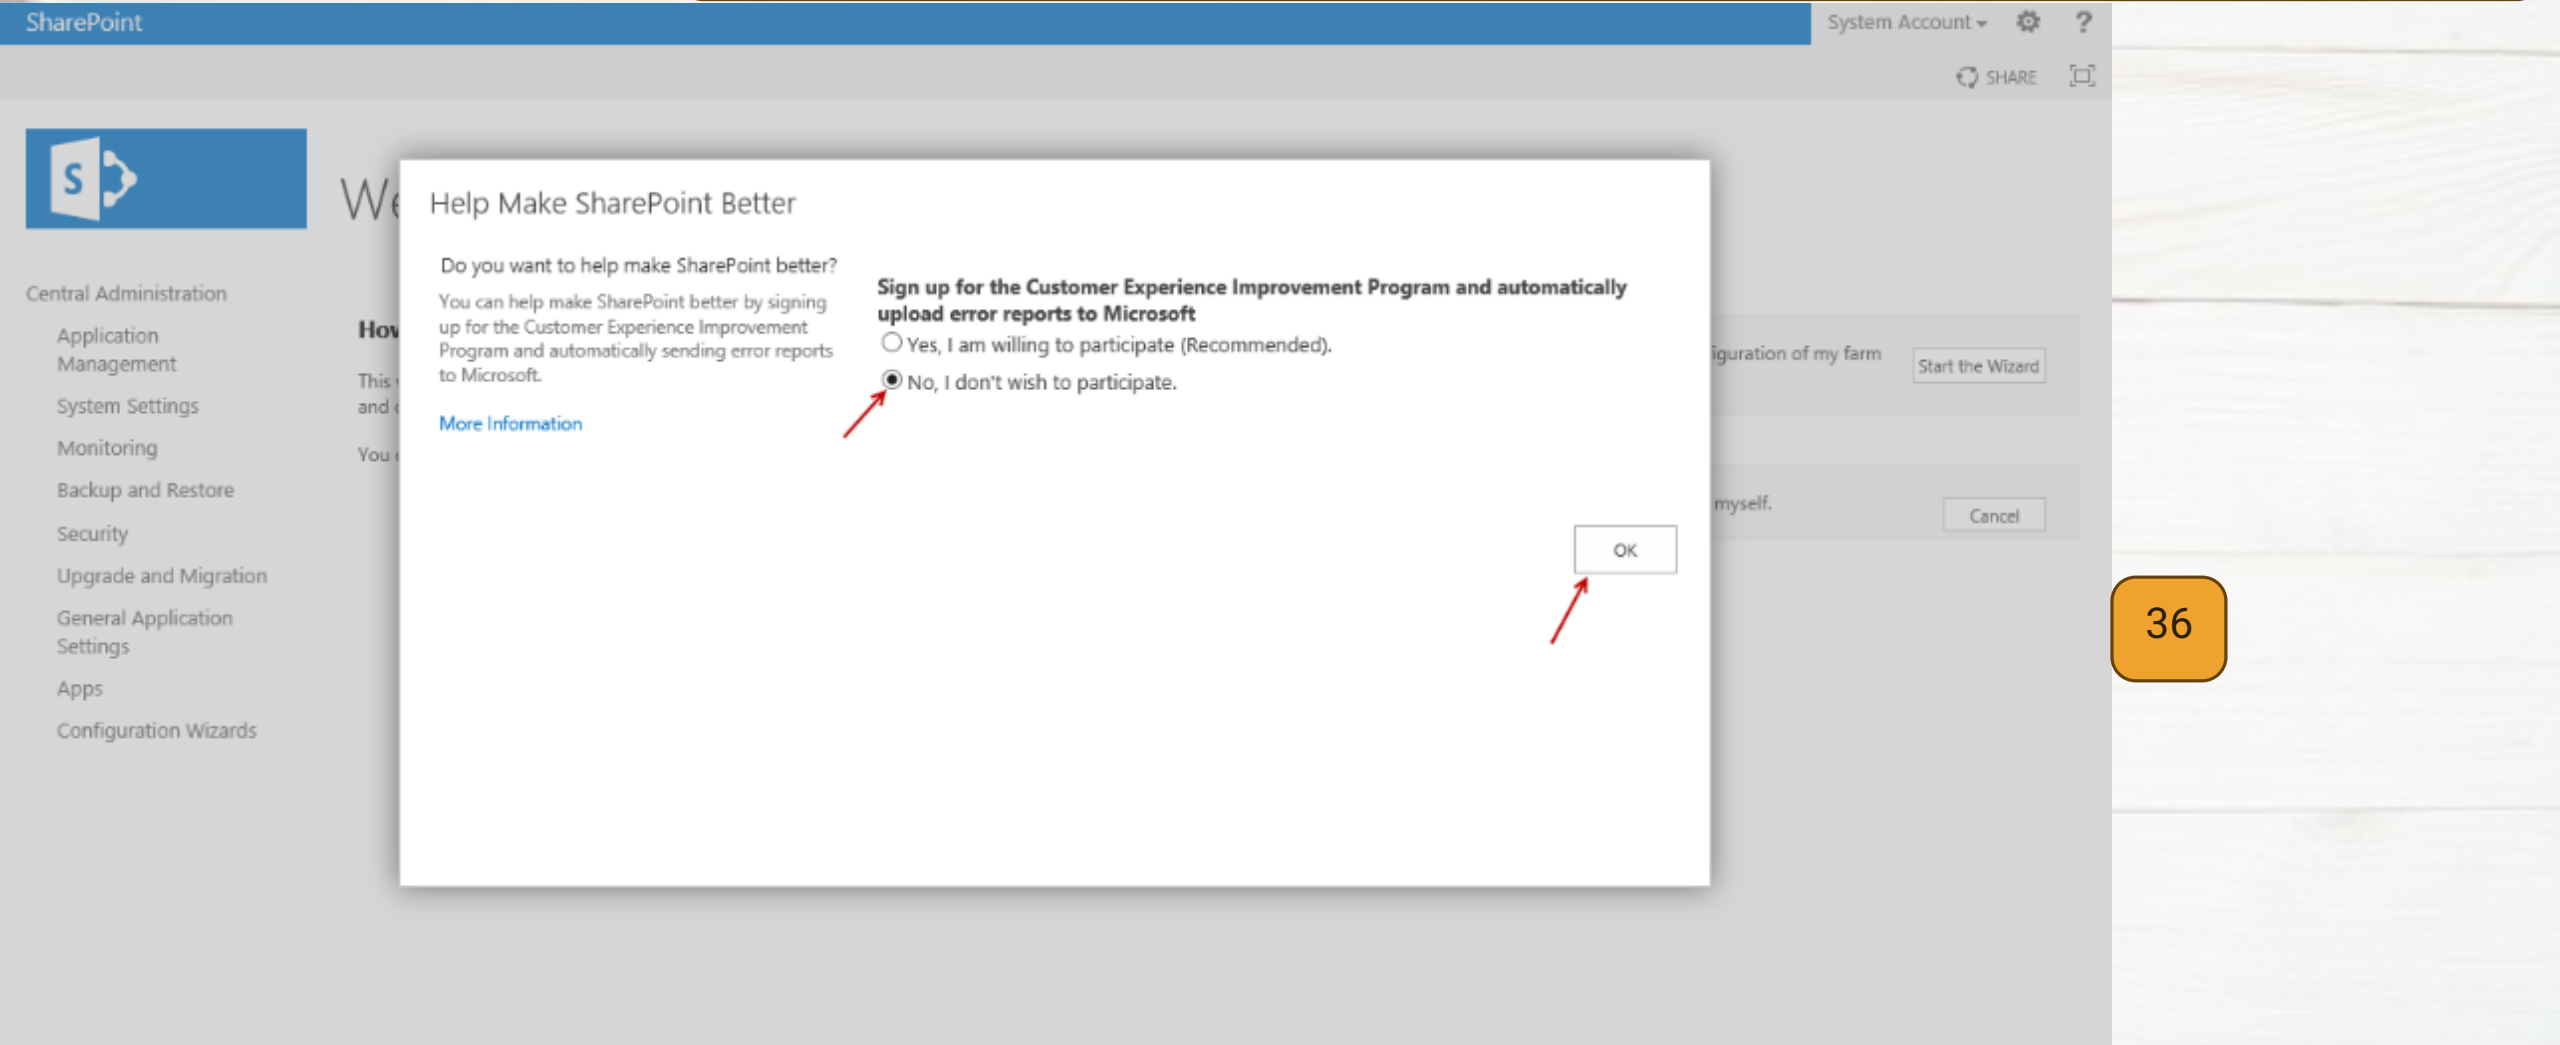 SharePoint
System Account
?
SHARE
S
Central Administration
Application
Management
System Settings
Monitoring
Backup and Restore
Security
Upgrade and Migration
General Application
Settings
Apps
Configuration Wizards
Help Make SharePoint Better
Do you want to help make SharePoint better?
You can help make SharePoint better by signing
up for the Customer Experience Improvement
Program and automatically sending error reports
to Microsoft.
More Information
Sign up for the Customer Experience Improvement Program and automatically
upload error reports to Microsoft
Yes, I am willing to participate (Recommended).
No, I don't wish to participate.
OK
This
and
You
of my farm
Start the Wizard
myself.
Cancel
36